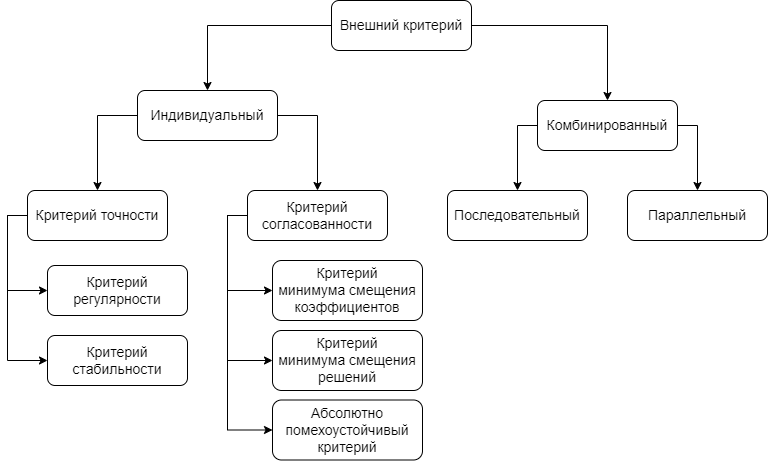 Внешний критерий
Индивидуальный
Комбинированный
Критерий точности
Критерий
согласованности
Последовательный
Параллельный
Критерий
регулярности
Критерий
минимума смещения
коэффициентов
Критерий
стабильности
Критерий
минимума смещения
решений
Абсолютно
помехоустойчивый
критерий